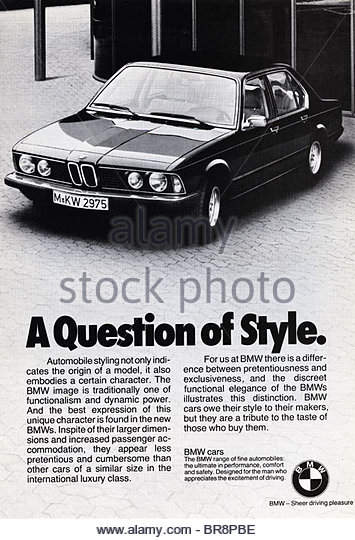 M·KW 2975
alamy stock photo
A Question of Style.
Automobile styling not only indi-
cates the origin of a model, it also
embodies a certain character. The
BMW image is traditionally one of
functionalism and dynamic power.
And the best expression of this
unique character is found in the new
BMWs. Inspite of their larger dimen-
sions and increased passenger ac-
commodation, they appear less
pretentious and cumbersome than
other cars of a similar size in the
international luxury class.
For us at BMW there is a differ-
ence between pretentiousness and
exclusiveness, and the discreet
functional elegance of the BMWs
illustrates this distinction. BMW
cars owe their style to their makers,
but they are a tribute to the taste of
those who buy them.
BMW cars
The BMW range of fine automobiles:
the ultimate in performance, comfort
and safety. Designed for the man who
appreciates the excitement of driving.
BMW
BMW – Sheer driving pleasure
alamy stock photo
BR8PBE
www.alamy.com